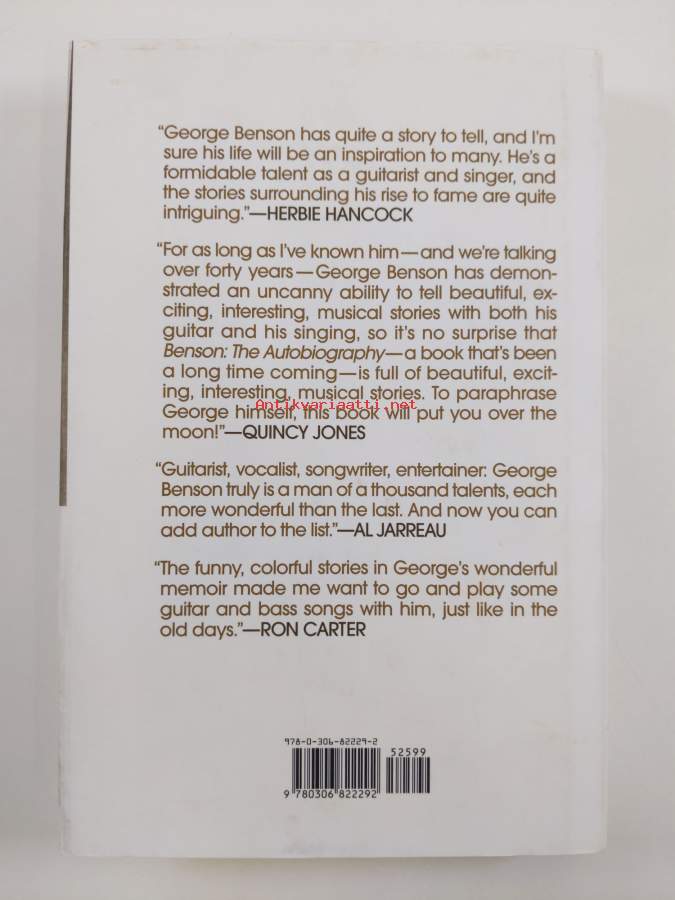 “George Benson has quite a story to tell, and I’m
sure his life will be an inspiration to many. He’s a
formidable talent as a guitarist and singer, and
the stories surrounding his rise to fame are quite
intriguing.”—HERBIE HANCOCK
“For as long as I’ve known him—and we’re talking
over forty years—George Benson has demon-
strated an uncanny ability to tell beautiful, ex-
citing, interesting, musical stories with both his
guitar and his singing, so it’s no surprise that
Benson: The Autobiography—a book that’s been
a long time coming—is full of beautiful, excit-
ing, interesting, musical stories. To paraphrase
Antikvariaatti.net
George himself, this book will put you over the
moon!”—QUINCY JONES
“Guitarist, vocalist, songwriter, entertainer: George
Benson truly is a man of a thousand talents, each
more wonderful than the last. And now you can
add author to the list.”—AL JARREAU
“The funny, colorful stories in George’s wonderful
memoir made me want to go and play some
guitar and bass songs with him, just like in the
old days.”—RON CARTER
978-0-306-82229-2
52599
9 780306 822292